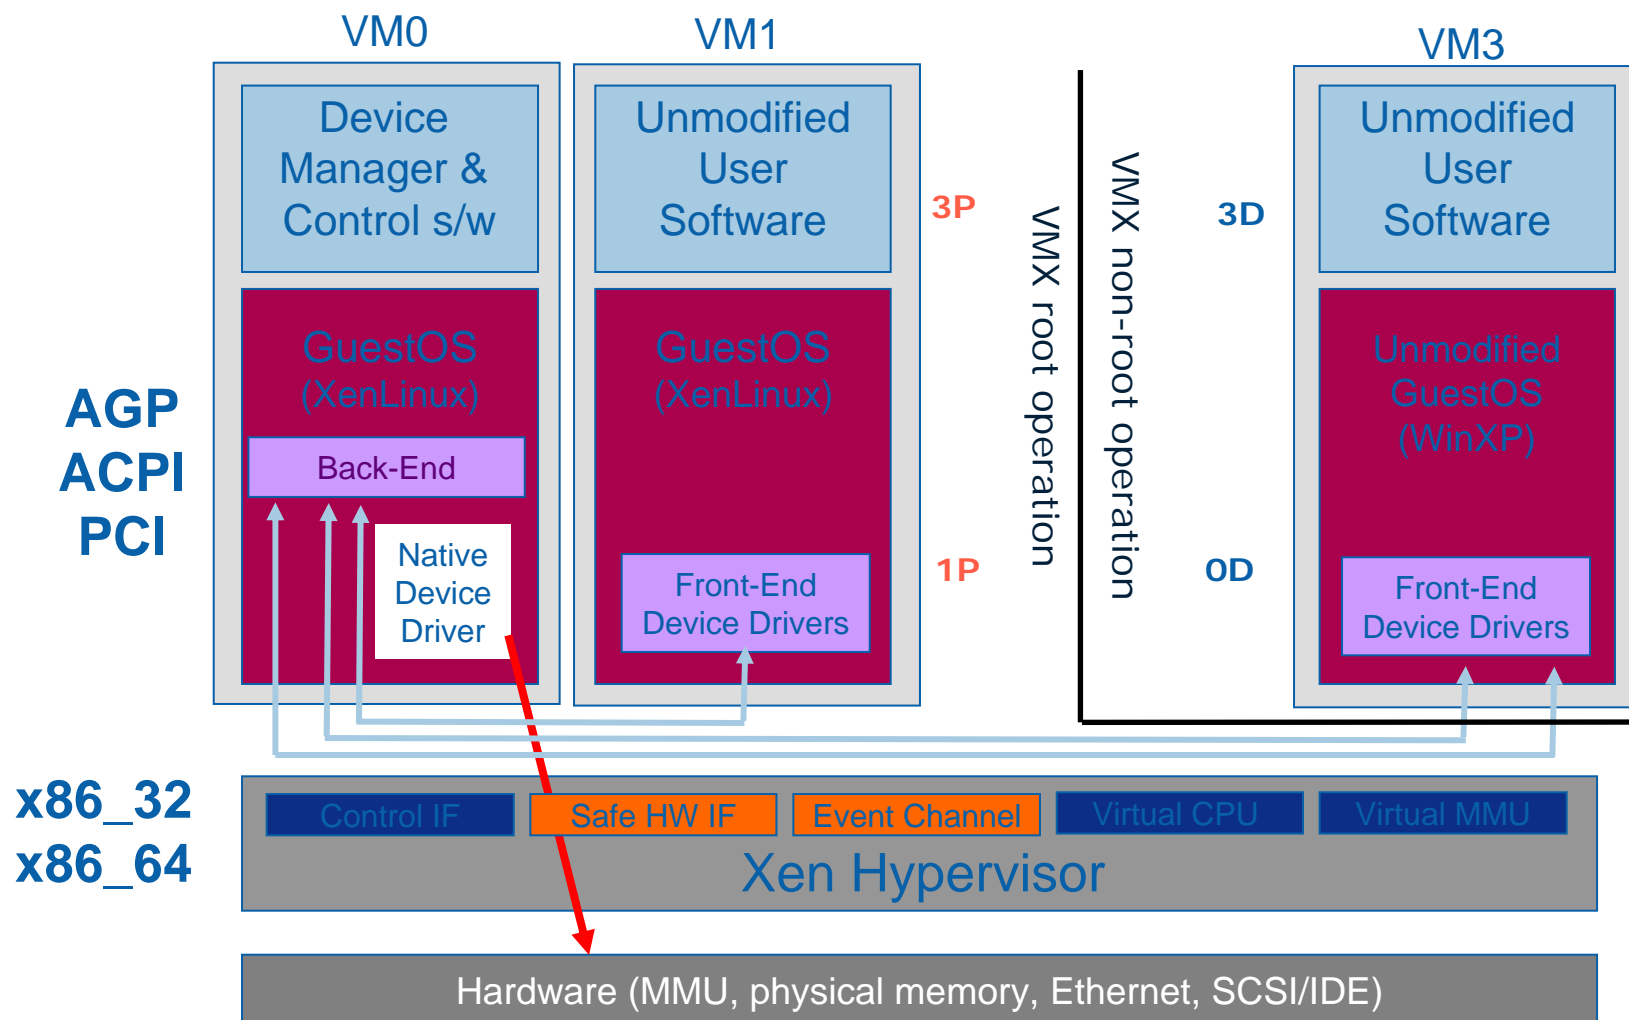 VM0
VM1
VM3
Device
Manager &
Control s/w
Unmodified
User
Software
Unmodified
User
Software
3P
3D
VMX root operation
VMX non-root operation
GuestOS
(XenLinux)
GuestOS
(XenLinux)
Unmodified
GuestOS
(WinXP)
AGP
ACPI
PCI
Back-End
Native
Device
Driver
Front-End
Device Drivers
1P
0D
Front-End
Device Drivers
x86_32
x86_64
Control IF
Safe HW IF
Event Channel
Virtual CPU
Virtual MMU
Xen Hypervisor
Hardware (MMU, physical memory, Ethernet, SCSI/IDE)